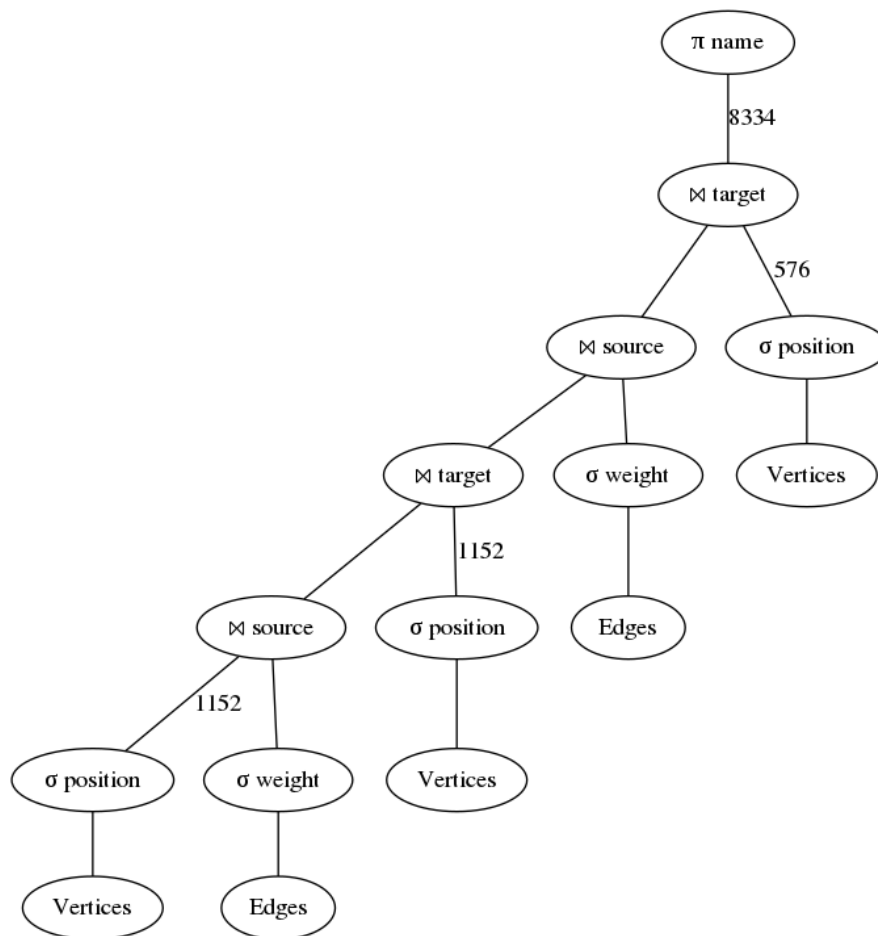 π name
8334
⋈ target
576
⋈ source
σ position
⋈ target
σ weight
Vertices
1152
⋈ source
σ position
Edges
1152
σ position
σ weight
Vertices
Vertices
Edges